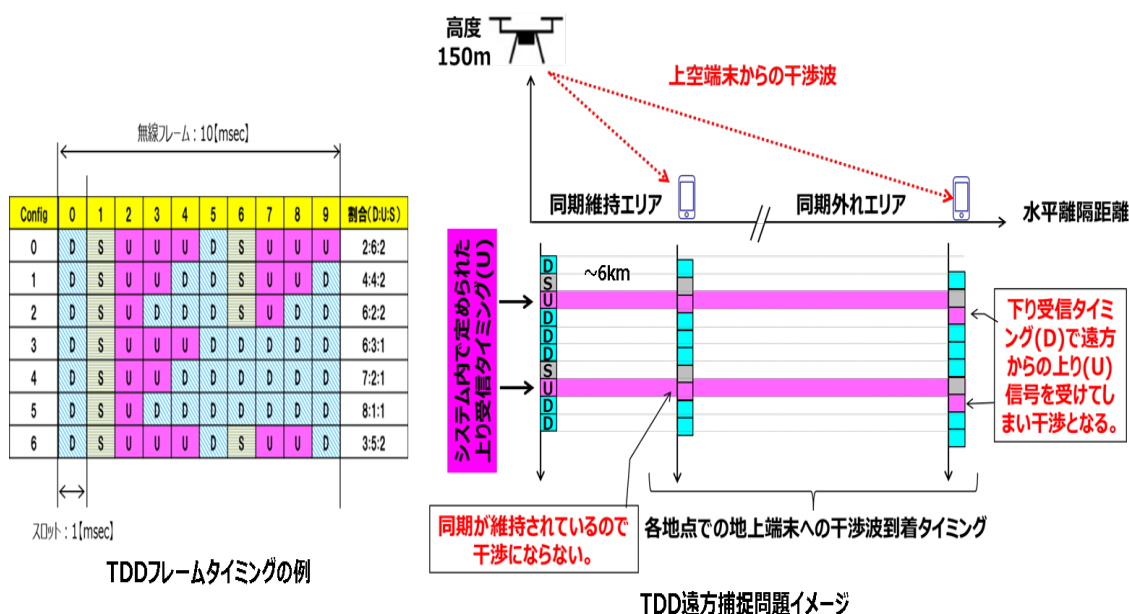 無線フレーム：10【msec】
Config 0 1 2 3 4 5 6 7 8 9 割合(D:U:S)
0 D S U U U D S U U U 2:6:2
1 D S U U D D S U U D 4:4:2
2 D S U D D D S U D D 6:2:2
3 D S U U U D D D D D 6:3:1
4 D S U U D D D D D D 7:2:1
5 D S U D D D D D D D 8:1:1
6 D S U U U D S U U D 3:5:2
スロット：1【msec】
TDDフレームタイミングの例
高度
150m
上空端末からの干渉波
同期維持エリア
同期外れエリア
水平離隔距離
システム内で定められた
上り受信タイミング(U)
D
S
U
D
D
D
S
U
D
D
～6km
下り受信タイミ
ング(D)で遠方
からの上り(U)
信号を受けてし
まい干渉となる。
同期が維持されているので
干渉にならない。
各地点での地上端末への干渉波到着タイミング
TDD遠方捕捉問題イメージ